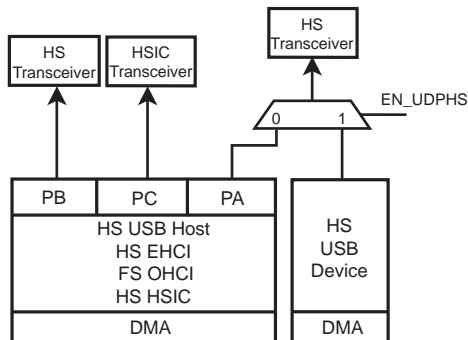 HS
Transceiver
HSIC
Transceiver
HS
Transceiver
EN_UDPHS
0
1
PB
PC
PA
HS USB Host
HS EHCI
FS OHCI
HS HSIC
DMA
HS
USB
Device
DMA